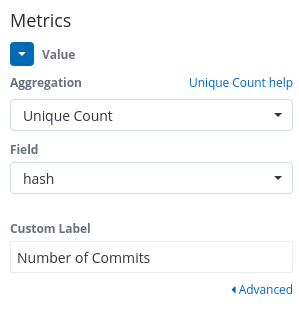 Metrics
Value
Aggregation Unique Count help
Unique Count
Field
hash
Custom Label
Number of Commits
Advanced